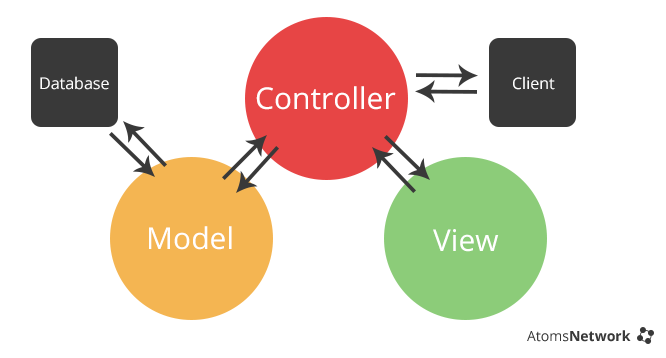 Database
Controller
Client
Model
View
AtomsNetwork